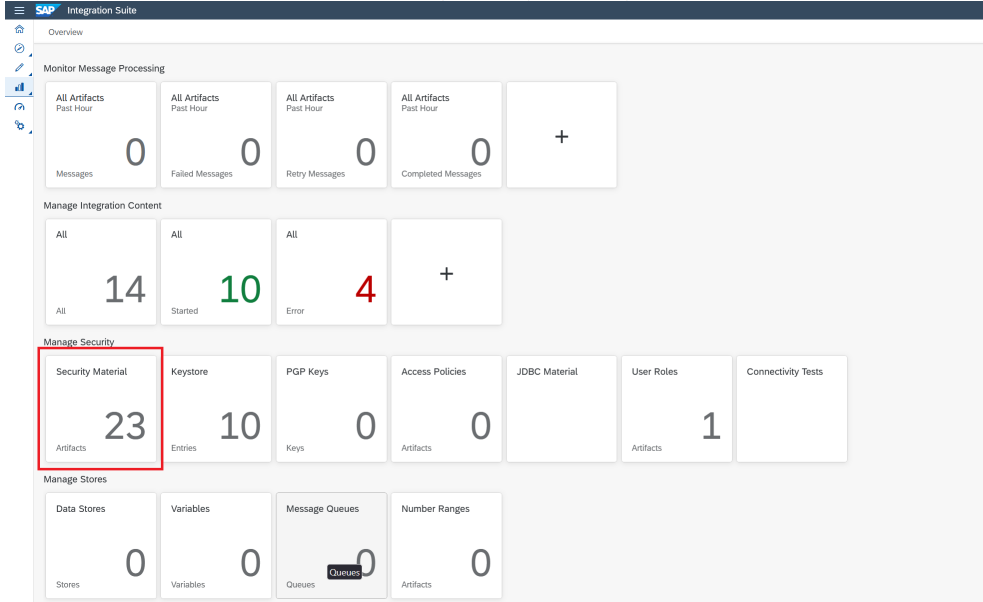 SAP Integration Suite
Overview
Monitor Message Processing
All Artifacts
Past Hour
0
Messages
All Artifacts
Past Hour
0
Failed Messages
All Artifacts
Past Hour
0
Retry Messages
All Artifacts
Past Hour
0
Completed Messages
+
Manage Integration Content
All
14
All
All
10
Started
All
4
Error
+
Manage Security
Security Material
23
Artifacts
Keystore
10
Entries
PGP Keys
0
Keys
Access Policies
0
Artifacts
JDBC Material
User Roles
1
Artifacts
Connectivity Tests
Manage Stores
Data Stores
0
Stores
Variables
0
Variables
Message Queues
0
Queues
Queues
Number Ranges
0
Artifacts